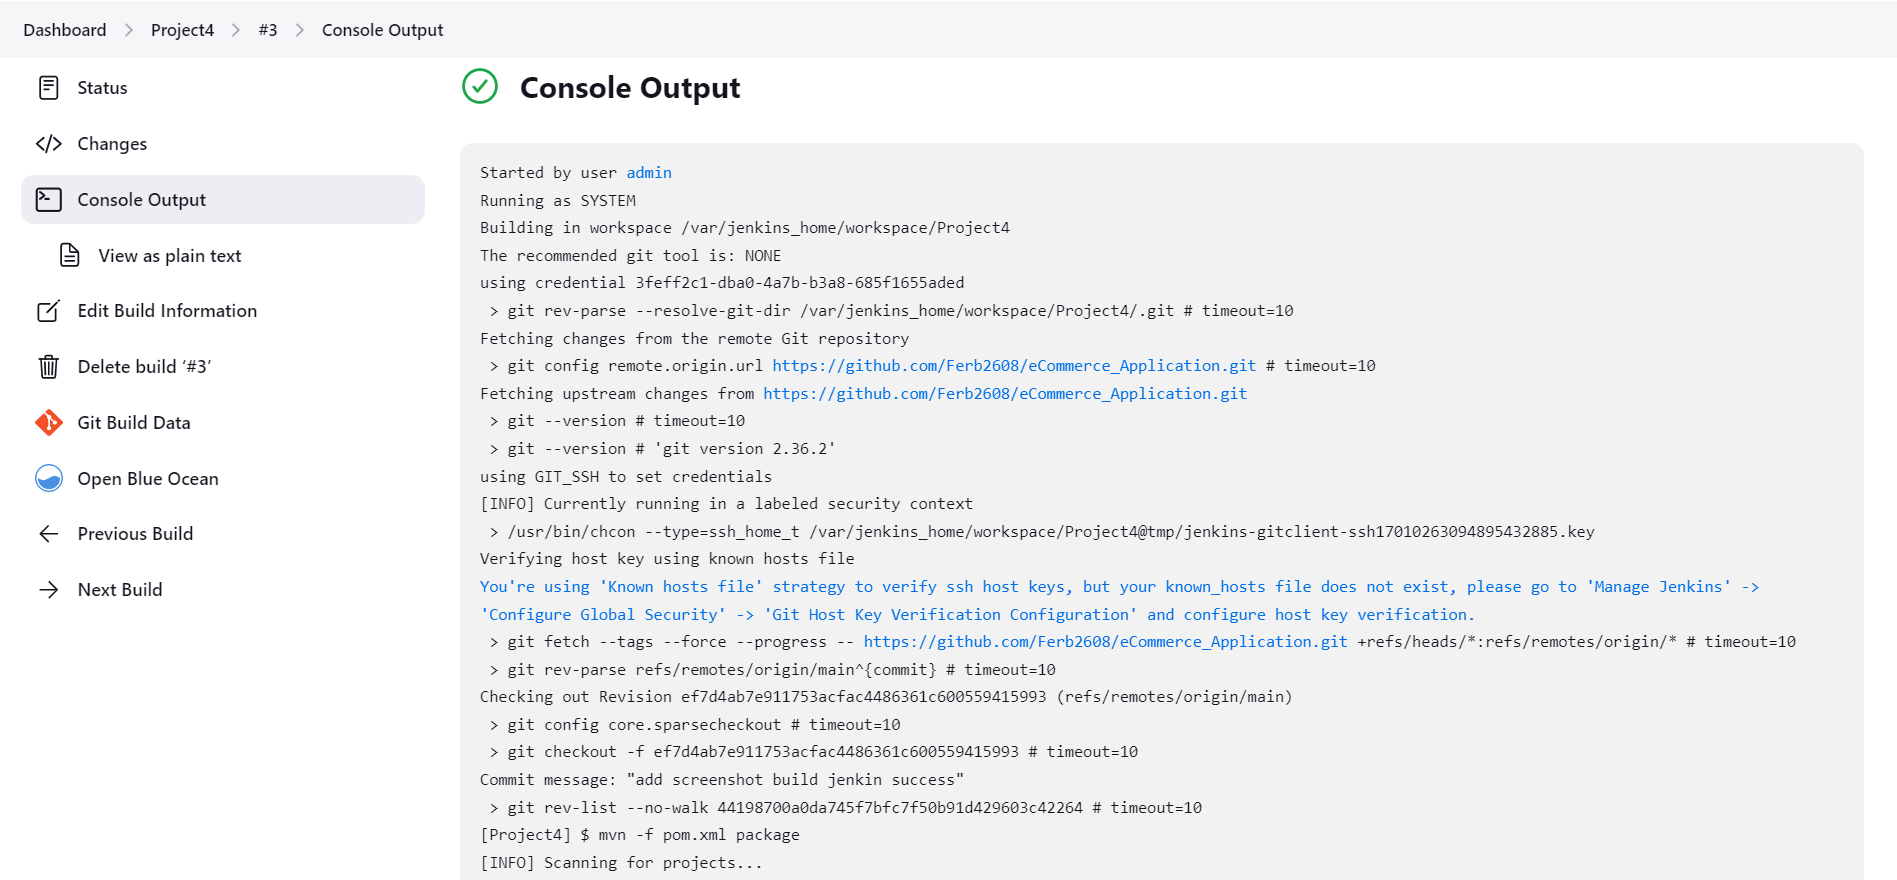 Dashboard > Project4 > #3 > Console Output
Status
Changes
Console Output
View as plain text
Edit Build Information
Delete build ‘#3’
Git Build Data
Open Blue Ocean
Previous Build
Next Build
Console Output
Started by user admin
Running as SYSTEM
Building in workspace /var/jenkins_home/workspace/Project4
The recommended git tool is: NONE
using credential 3feff2c1-dba0-4a7b-b3a8-685f1655aded
 > git rev-parse --resolve-git-dir /var/jenkins_home/workspace/Project4/.git # timeout=10
Fetching changes from the remote Git repository
 > git config remote.origin.url https://github.com/Ferb2608/eCommerce_Application.git # timeout=10
Fetching upstream changes from https://github.com/Ferb2608/eCommerce_Application.git
 > git --version # timeout=10
 > git --version # 'git version 2.36.2'
using GIT_SSH to set credentials
[INFO] Currently running in a labeled security context
 > /usr/bin/chcon --type=ssh_home_t /var/jenkins_home/workspace/Project4@tmp/jenkins-gitclient-ssh17010263094895432885.key
Verifying host key using known hosts file
You're using 'Known hosts file' strategy to verify ssh host keys, but your known_hosts file does not exist, please go to 'Manage Jenkins' ->
'Configure Global Security' -> 'Git Host Key Verification Configuration' and configure host key verification.
 > git fetch --tags --force --progress -- https://github.com/Ferb2608/eCommerce_Application.git +refs/heads/*:refs/remotes/origin/* # timeout=10
 > git rev-parse refs/remotes/origin/main^{commit} # timeout=10
Checking out Revision ef7d4ab7e911753acfac4486361c600559415993 (refs/remotes/origin/main)
 > git config core.sparsecheckout # timeout=10
 > git checkout -f ef7d4ab7e911753acfac4486361c600559415993 # timeout=10
Commit message: "add screenshot build jenkin success"
 > git rev-list --no-walk 44198700a0da745f7bfc7f50b91d429603c42264 # timeout=10
[Project4] $ mvn -f pom.xml package
[INFO] Scanning for projects...